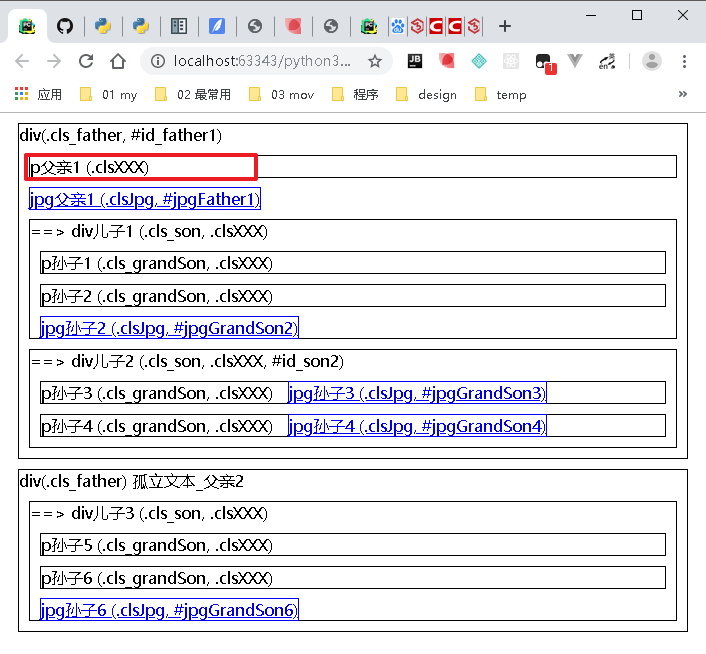 localhost:63343/python3...
JB
1
en
应用 01 my 02 最常用 03 mov 程序 design temp »
div(.cls_father, #id_father1)
p父亲1 (.clsXXX)
jpg父亲1 (.clsJpg, #jpgFather1)
==> div儿子1 (.cls_son, .clsXXX)
p孙子1 (.cls_grandSon, .clsXXX)
p孙子2 (.cls_grandSon, .clsXXX)
jpg孙子2 (.clsJpg, #jpgGrandSon2)
==> div儿子2 (.cls_son, .clsXXX, #id_son2)
p孙子3 (.cls_grandSon, .clsXXX) jpg孙子3 (.clsJpg, #jpgGrandSon3)
p孙子4 (.cls_grandSon, .clsXXX) jpg孙子4 (.clsJpg, #jpgGrandSon4)
div(.cls_father) 孤立文本_父亲2
==> div儿子3 (.cls_son, .clsXXX)
p孙子5 (.cls_grandSon, .clsXXX)
p孙子6 (.cls_grandSon, .clsXXX)
jpg孙子6 (.clsJpg, #jpgGrandSon6)